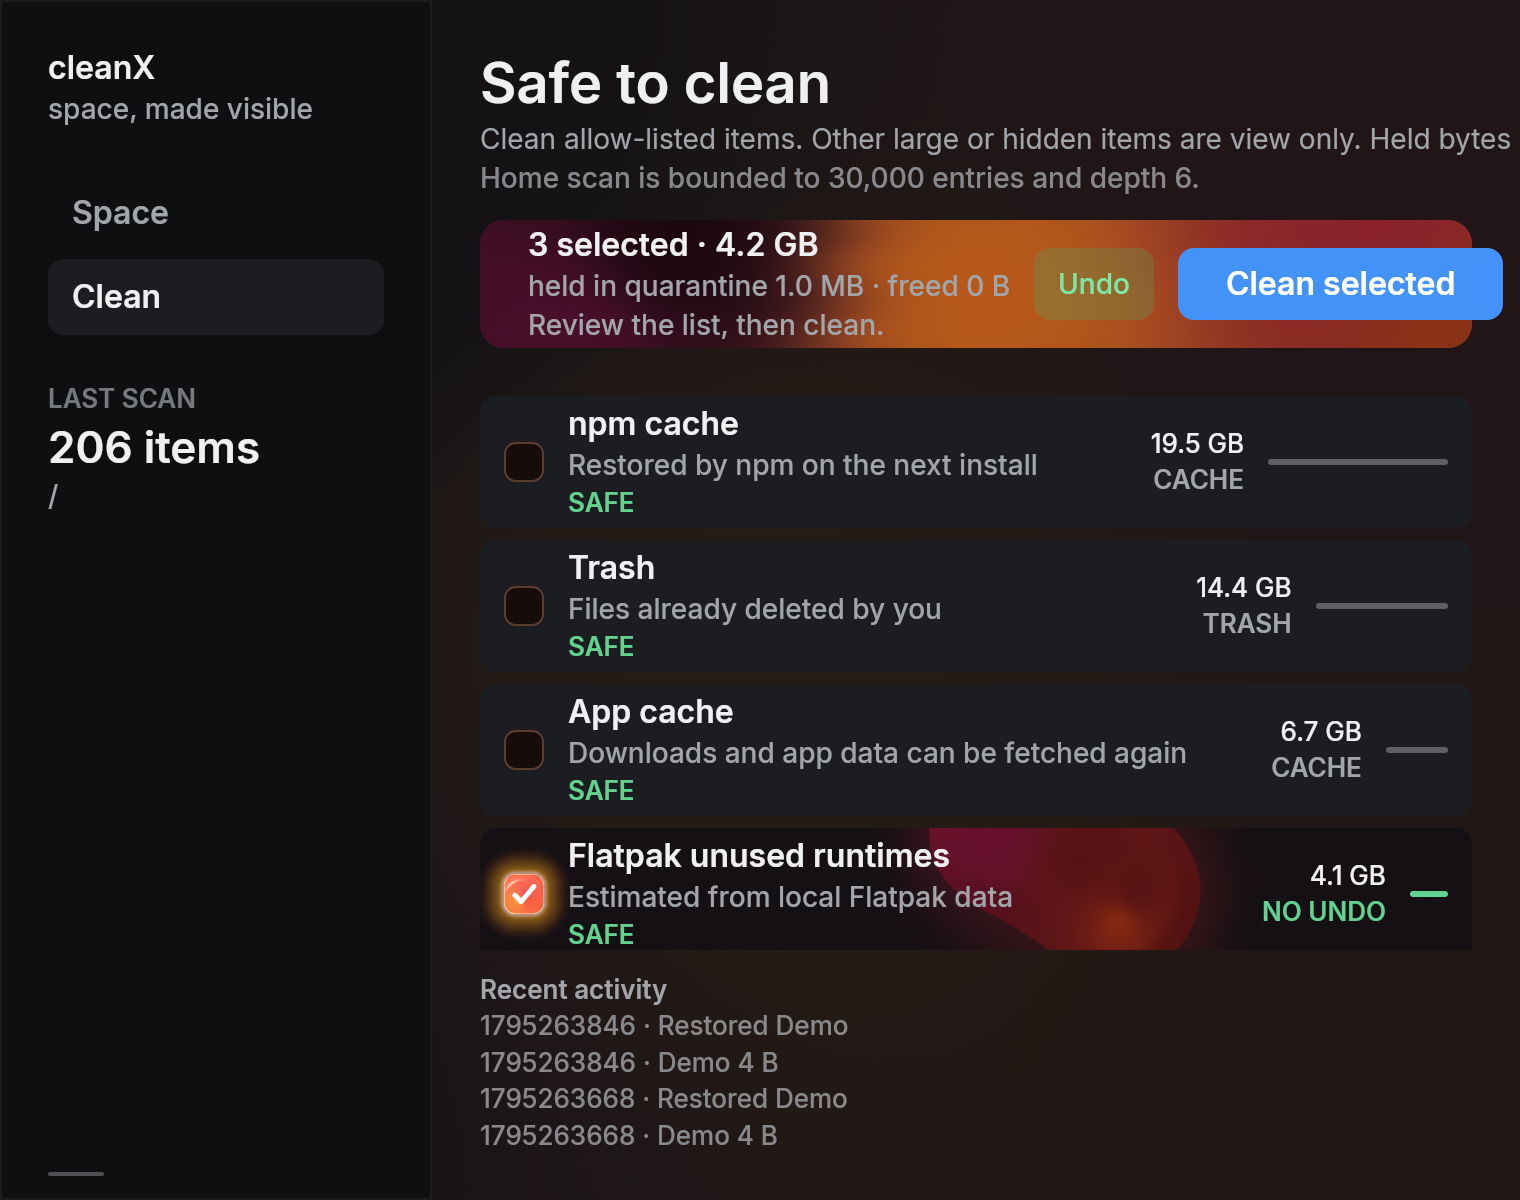 cleanX
space, made visible
Space
Clean
LAST SCAN
206 items
/
Safe to clean
Clean allow-listed items. Other large or hidden items are view only. Held bytes
Home scan is bounded to 30,000 entries and depth 6.
3 selected · 4.2 GB
held in quarantine 1.0 MB · freed 0 B
Review the list, then clean.
Undo
Clean selected
npm cache
Restored by npm on the next install
SAFE
19.5 GB
CACHE
Trash
Files already deleted by you
SAFE
14.4 GB
TRASH
App cache
Downloads and app data can be fetched again
SAFE
6.7 GB
CACHE
Flatpak unused runtimes
Estimated from local Flatpak data
SAFE
4.1 GB
NO UNDO
Recent activity
1795263846 · Restored Demo
1795263846 · Demo 4 B
1795263668 · Restored Demo
1795263668 · Demo 4 B